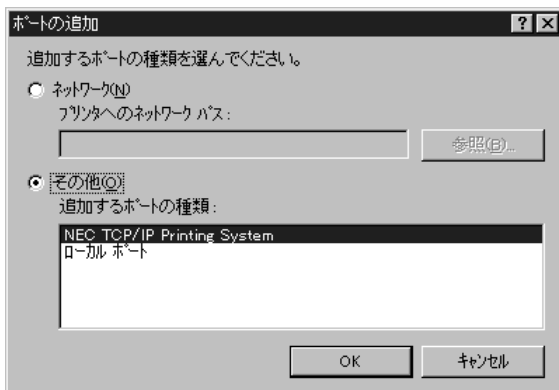 ﾎﾟｰﾄの追加
追加するﾎﾟｰﾄの種類を選んでください。
ﾈｯﾄﾜｰｸ(N)
ﾌﾟﾘﾝﾀへのﾈｯﾄﾜｰｸ ﾊﾟｽ:
参照(B)...
その他(O)
追加するﾎﾟｰﾄの種類:
NEC TCP/IP Printing System
ﾛｰｶﾙ ﾎﾟｰﾄ
OK
ｷｬﾝｾﾙ